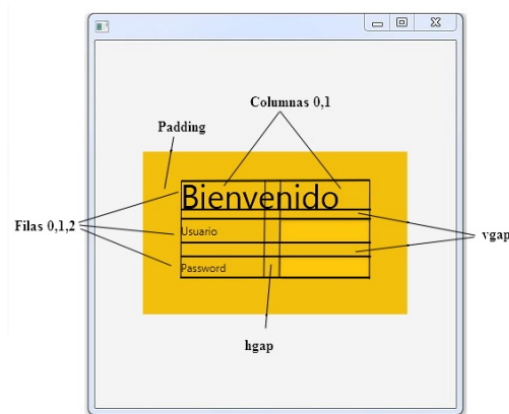 Columnas 0,1
Padding
Bienvenido
Filas 0,1,2
Usuario
vgap
Password
hgap